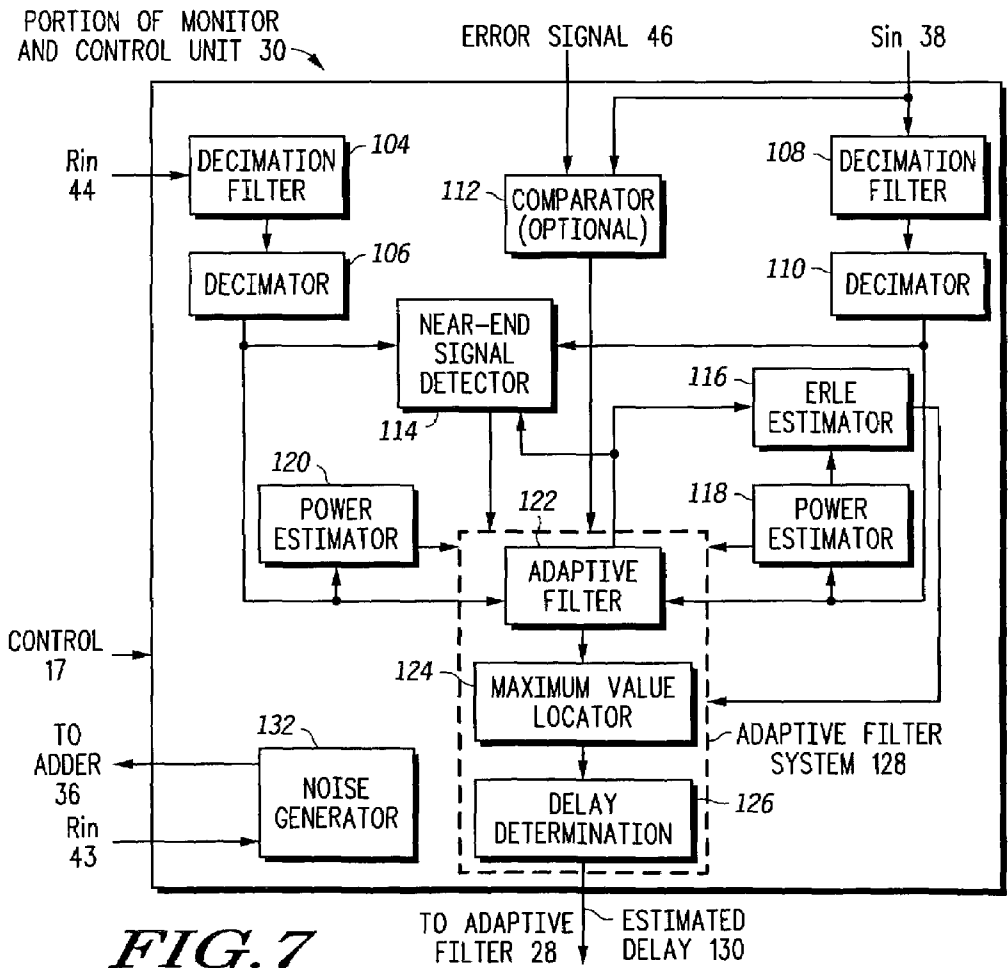 PORTION OF MONITOR
AND CONTROL UNIT 30
ERROR SIGNAL 46
Sin 38
Rin
44
DECIMATION
FILTER
104
112
COMPARATOR
(OPTIONAL)
108
DECIMATION
FILTER
106
DECIMATOR
110
DECIMATOR
NEAR-END
SIGNAL
DETECTOR
114
116
ERLE
ESTIMATOR
120
POWER
ESTIMATOR
122
ADAPTIVE
FILTER
118
POWER
ESTIMATOR
CONTROL
17
124
MAXIMUM VALUE
LOCATOR
ADAPTIVE FILTER
SYSTEM 128
TO
ADDER
36
Rin
43
132
NOISE
GENERATOR
DELAY
DETERMINATION
126
TO ADAPTIVE
FILTER 28
ESTIMATED
DELAY 130
FIG.7